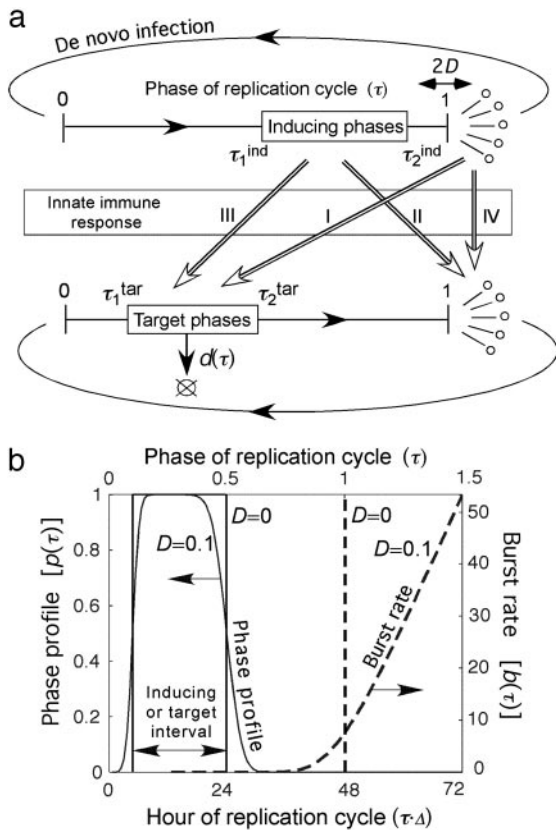 a
De novo infection
2D
0
Phase of replication cycle (τ)
1
Inducing phases
τ₁ⁱⁿᵈ
τ₂ⁱⁿᵈ
Innate immune
response
III
I
II
IV
0
τ₁ᵗᵃʳ
τ₂ᵗᵃʳ
1
Target phases
d(τ)
b
Phase of replication cycle (τ)
0
0.5
1
1.5
1
0.8
0.6
0.4
0.2
0
Phase profile [p(τ)]
D=0
D=0.1
D=0
D=0.1
Phase profile
Burst rate
Inducing
or target
interval
50
40
30
20
10
0
Burst rate [b(τ)]
0
24
48
72
Hour of replication cycle (τ·Δ)